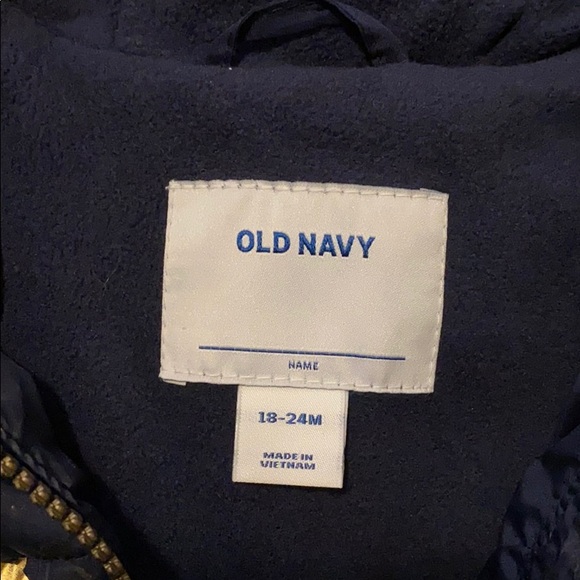 OLD NAVY
NAME
18-24M
MADE IN
VIETNAM